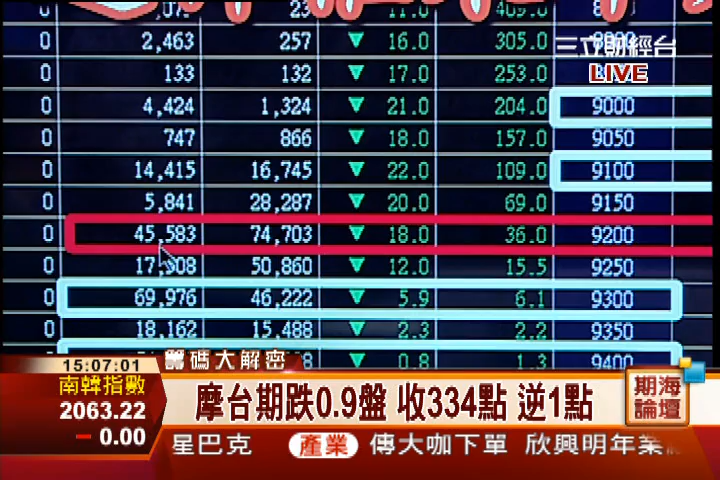 2,463 257 ▼ 16.0 305.0
0 133 132 ▼ 17.0 253.0
0 4,424 1,324 ▼ 21.0 204.0 9000
0 747 866 ▼ 18.0 157.0 9050
0 14,415 16,745 ▼ 22.0 109.0 9100
0 5,841 28,287 ▼ 20.0 69.0 9150
0 45,583 74,703 ▼ 18.0 36.0 9200
0 50,860 ▼ 12.0 15.5 9250
0 69,976 46,222 ▼ 5.9 6.1 9300
0 18,162 15,488 ▼ 2.3 2.2 9350
▼ 0.8 1.3 9400
三立財經台
LIVE
15:07:01
籌碼大解密
南韓指數
2063.22
0.00
摩台期跌0.9盤 收334點 逆1點
期海
論壇
星巴克 產業 傳大咖下單 欣興明年業